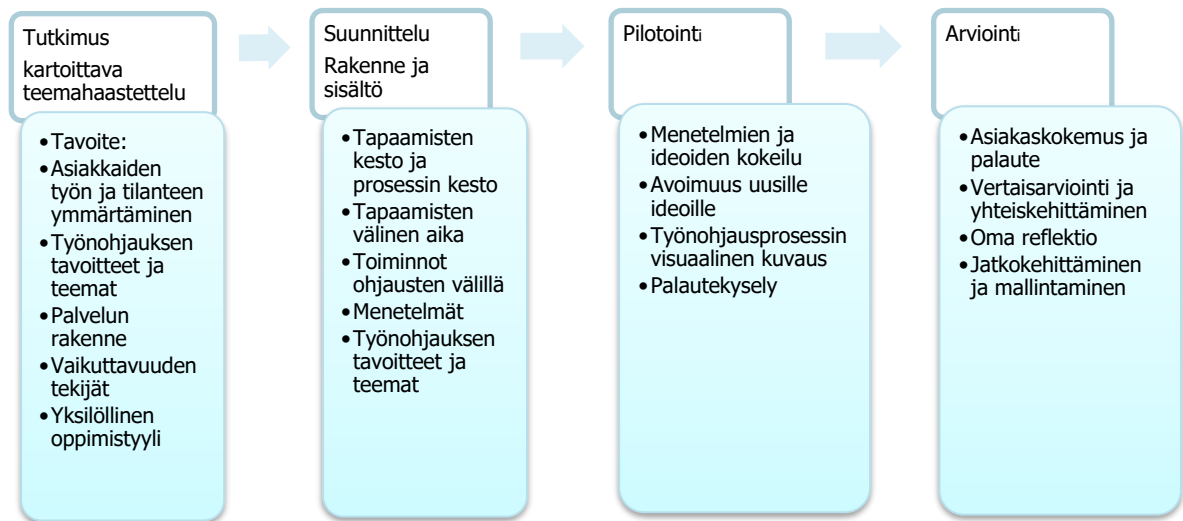 Tutkimus
kartoittava
teemahaastettelu
•Tavoite:
•Asiakkaiden
työn ja tilanteen
ymmärtäminen
•Työnohjauksen
tavoitteet ja
teemat
•Palvelun
rakenne
•Vaikuttavuuden
tekijät
•Yksilöllinen
oppimistyyli
Suunnittelu
Rakenne ja
sisältö
•Tapaamisten
kesto ja
prosessin kesto
•Tapaamisten
välinen aika
•Toiminnot
ohjausten välillä
•Menetelmät
•Työnohjauksen
tavoitteet ja
teemat
Pilotointi
•Menetelmien ja
ideoiden kokeilu
•Avoimuus uusille
ideoille
•Työnohjausprosessin
visuaalinen kuvaus
•Palautekysely
Arviointi
•Asiakaskokemus ja
palaute
•Vertaisarviointi ja
yhteiskehittäminen
•Oma reflektio
•Jatkokehittäminen
ja mallintaminen